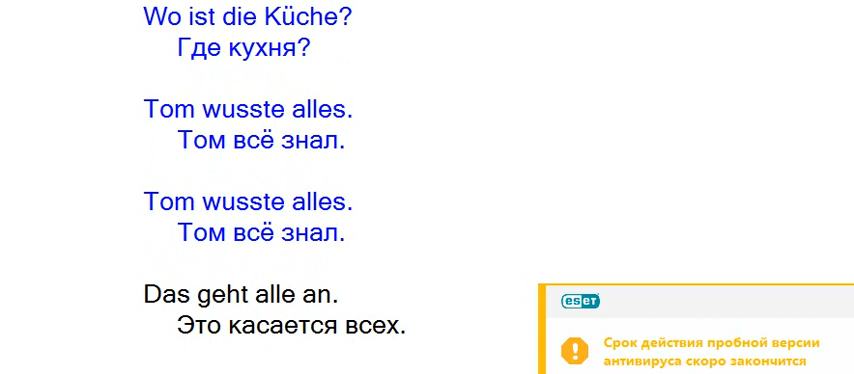 Wo ist die Küche?
Где кухня?
Tom wusste alles.
Том всё знал.
Tom wusste alles.
Том всё знал.
Das geht alle an.
Это касается всех.
eset
Срок действия пробной версии
антивируса скоро закончится